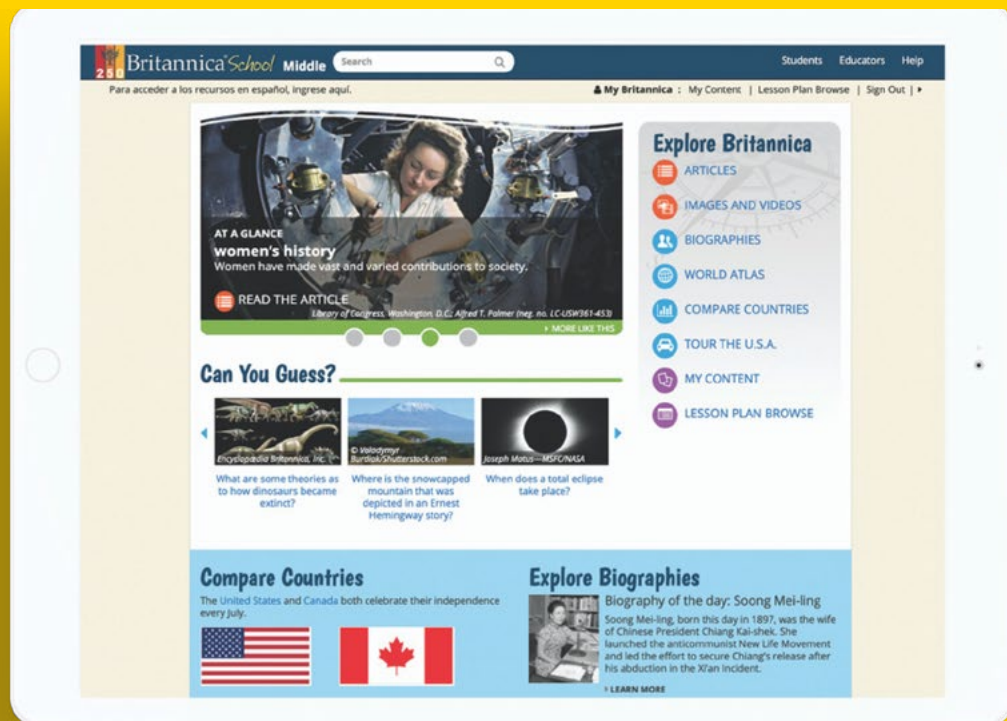 250 Britannica School Middle Search Students Educators Help
Para acceder a los recursos en español, ingrese aquí.
My Britannica : My Content | Lesson Plan Browse | Sign Out |
AT A GLANCE
women's history
Women have made vast and varied contributions to society.
READ THE ARTICLE
Library of Congress, Washington, D.C.; Alfred T. Palmer (neg. no. LC-USW361-453)
MORE LIKE THIS
Explore Britannica
ARTICLES
IMAGES AND VIDEOS
BIOGRAPHIES
WORLD ATLAS
COMPARE COUNTRIES
TOUR THE U.S.A.
MY CONTENT
LESSON PLAN BROWSE
Can You Guess?
Encyclopædia Britannica, Inc.
What are some theories as
to how dinosaurs became
extinct?
© Volodymyr
Burdiak/Shutterstock.com
Where is the snowcapped
mountain that was
depicted in an Ernest
Hemingway story?
Joseph Matus—MSFC/NASA
When does a total eclipse
take place?
Compare Countries
The United States and Canada both celebrate their independence
every July.
Explore Biographies
Biography of the day: Soong Mei-ling
Soong Mei-ling, born this day in 1897, was the wife
of Chinese President Chiang Kai-shek. She
launched the anticommunist New Life Movement
and led the effort to secure Chiang's release after
his abduction in the Xi'an Incident.
LEARN MORE